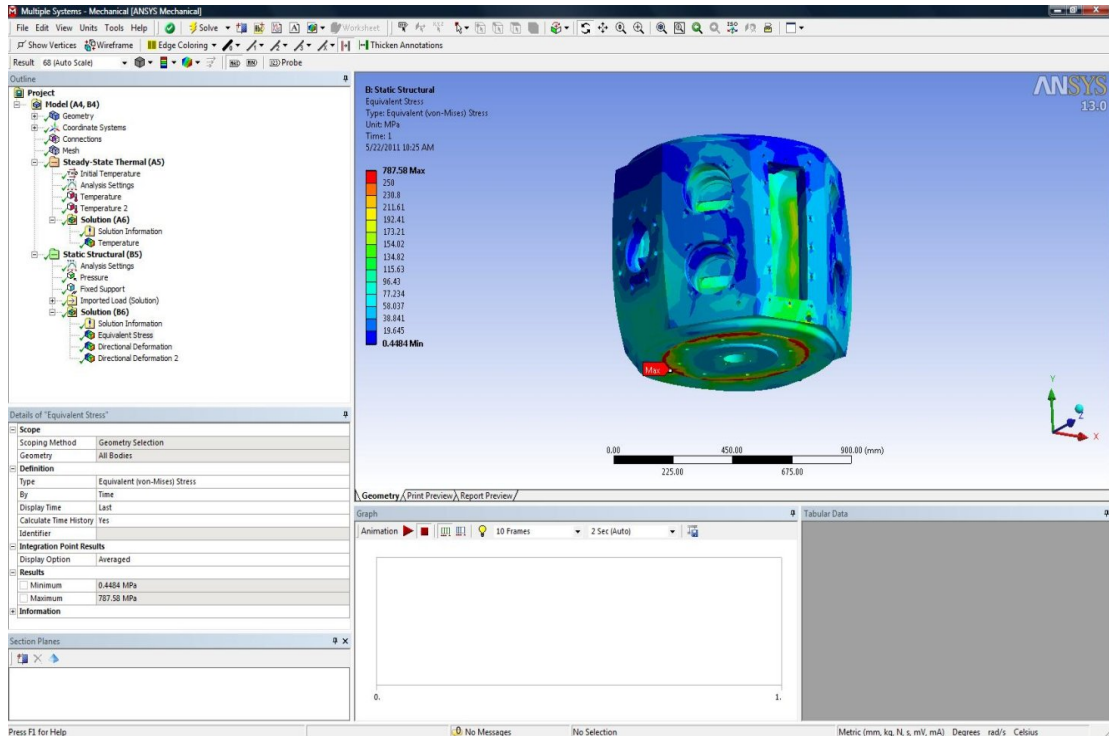 Multiple Systems - Mechanical [ANSYS Mechanical]
File Edit View Units Tools Help Solve Worksheet
Show Vertices Wireframe Edge Coloring Thicken Annotations
Result 68 (Auto Scale) Probe
Outline
Project
Model (A4, B4)
Geometry
Coordinate Systems
Connections
Mesh
Steady-State Thermal (A5)
Initial Temperature
Analysis Settings
Temperature
Temperature 2
Solution (A6)
Solution Information
Temperature
Static Structural (B5)
Analysis Settings
Pressure
Fixed Support
Imported Load (Solution)
Solution (B6)
Solution Information
Equivalent Stress
Directional Deformation
Directional Deformation 2
B: Static Structural
Equivalent Stress
Type: Equivalent (von-Mises) Stress
Unit: MPa
Time: 1
5/22/2011 10:25 AM
787.58 Max
250
230.8
211.61
192.41
173.21
154.02
134.82
115.63
96.43
77.234
58.037
38.841
19.645
0.4484 Min
ANSYS
13.0
Max
Y
Z
X
0.00 450.00 900.00 (mm)
225.00 675.00
Geometry Print Preview Report Preview
Details of "Equivalent Stress"
Scope
Scoping Method Geometry Selection
Geometry All Bodies
Definition
Type Equivalent (von-Mises) Stress
By Time
Display Time Last
Calculate Time History Yes
Identifier
Integration Point Results
Display Option Averaged
Results
Minimum 0.4484 MPa
Maximum 787.58 MPa
Information
Section Planes
Graph
Animation 10 Frames 2 Sec (Auto)
0. 1.
Tabular Data
Press F1 for Help No Messages No Selection Metric (mm, kg, N, s, mV, mA) Degrees rad/s Celsius